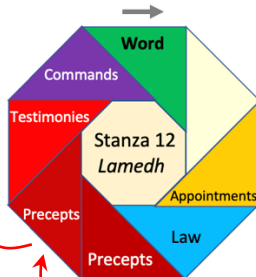 Word
Commands
Testimonies
Stanza 12
Lamedh
Appointments
Precepts
Law
Precepts